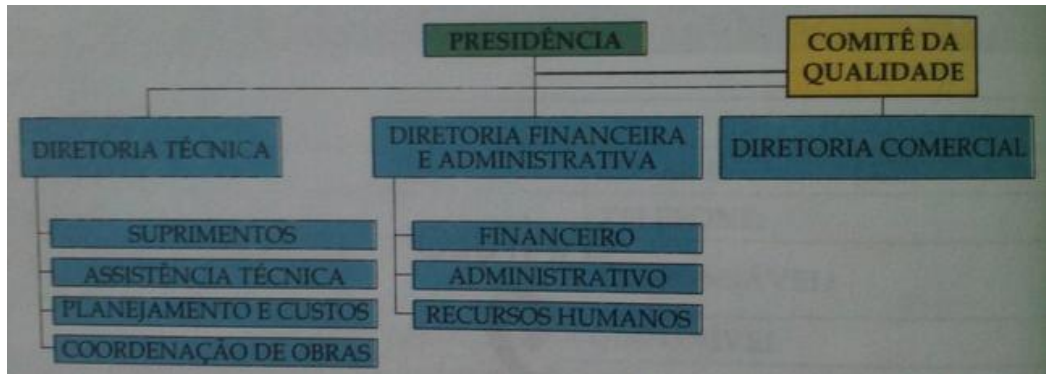 PRESIDÊNCIA
COMITÊ DA
QUALIDADE
DIRETORIA TÉCNICA
DIRETORIA FINANCEIRA
E ADMINISTRATIVA
DIRETORIA COMERCIAL
SUPRIMENTOS
ASSISTÊNCIA TÉCNICA
PLANEJAMENTO E CUSTOS
COORDENAÇÃO DE OBRAS
FINANCEIRO
ADMINISTRATIVO
RECURSOS HUMANOS